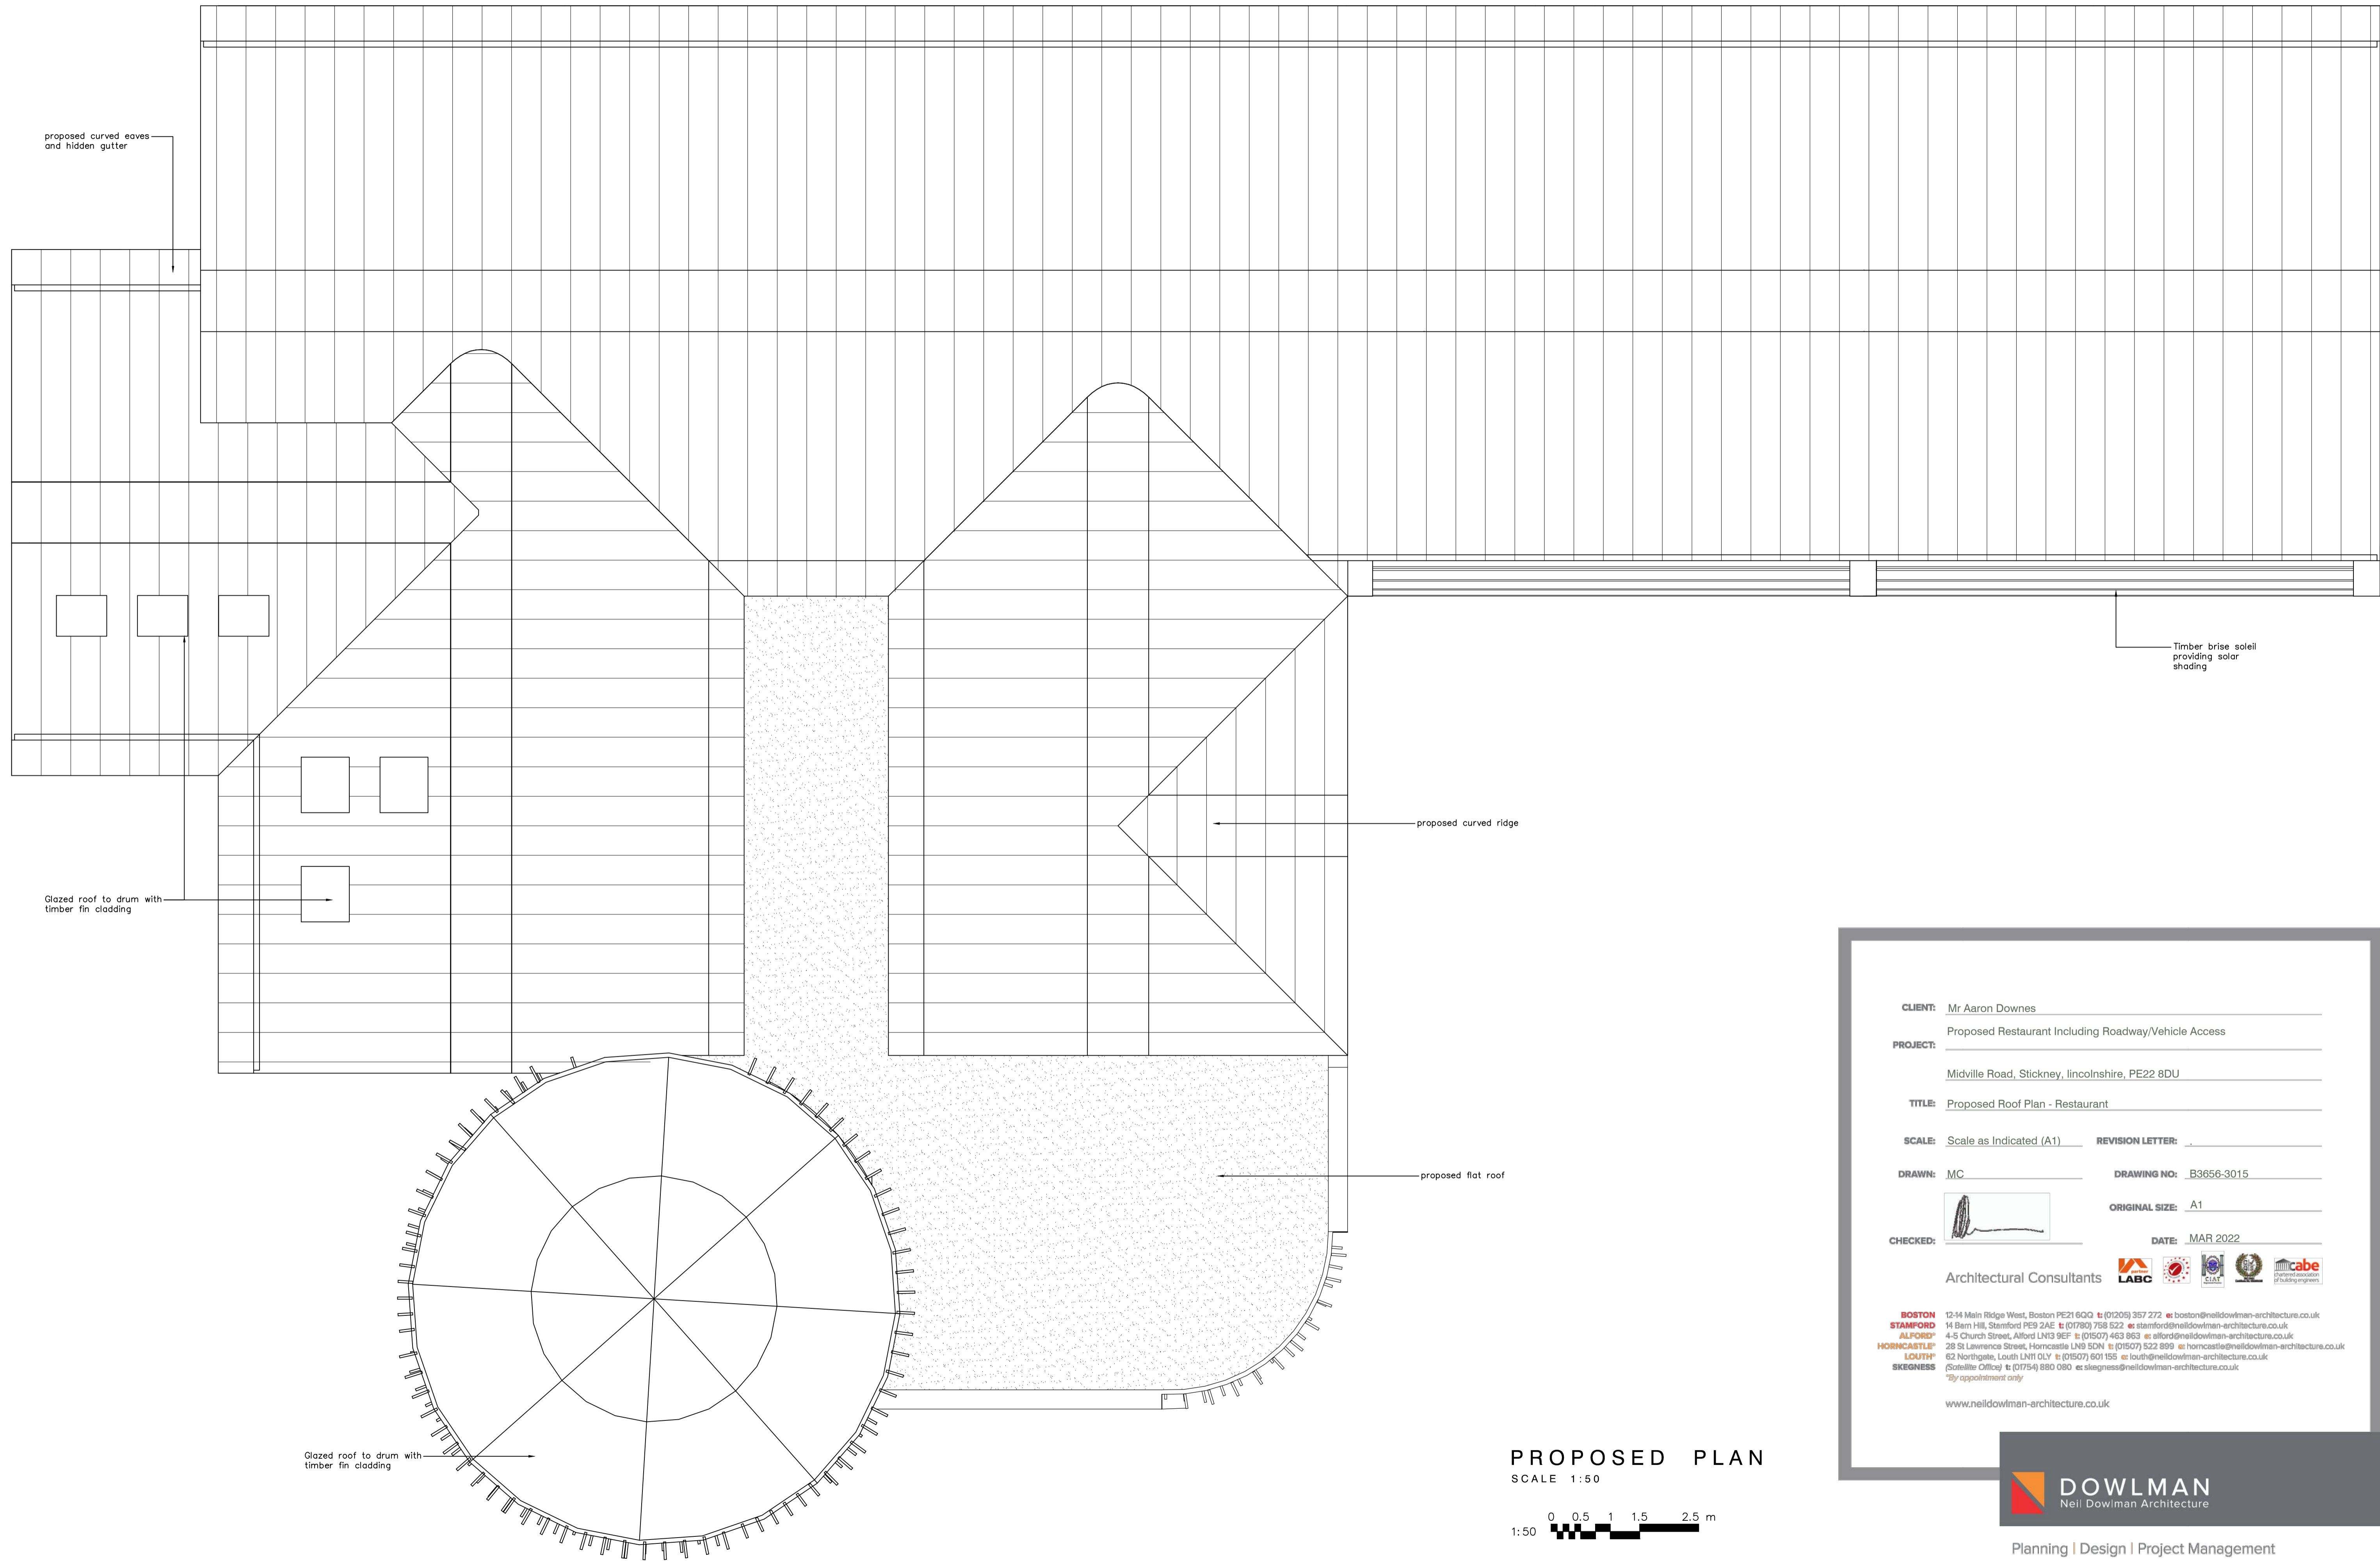 proposed curved eaves
and hidden gutter
Timber brise soleil
providing solar
shading
proposed curved ridge
Glazed roof to drum with
timber fin cladding
proposed flat roof
Glazed roof to drum with
timber fin cladding
PROPOSED PLAN
SCALE 1:50
0 0.5 1 1.5 2.5 m
1:50
CLIENT: Mr Aaron Downes
Proposed Restaurant Including Roadway/Vehicle Access
PROJECT:
Midville Road, Stickney, lincolnshire, PE22 8DU
TITLE: Proposed Roof Plan - Restaurant
SCALE: Scale as Indicated (A1) REVISION LETTER: .
DRAWN: MC DRAWING NO: B3656-3015
ORIGINAL SIZE: A1
CHECKED: DATE: MAR 2022
Architectural Consultants
partner
LABC
CIAT
cabe
chartered association
of building engineers
BOSTON 12-14 Main Ridge West, Boston PE21 6QQ t: (01205) 357 272 e: boston@neildowlman-architecture.co.uk
STAMFORD 14 Barn Hill, Stamford PE9 2AE t: (01780) 758 522 e: stamford@neildowlman-architecture.co.uk
ALFORD* 4-5 Church Street, Alford LN13 9EF t: (01507) 463 863 e: alford@neildowlman-architecture.co.uk
HORNCASTLE* 28 St Lawrence Street, Horncastle LN9 5DN t: (01507) 522 899 e: horncastle@neildowlman-architecture.co.uk
LOUTH* 62 Northgate, Louth LN11 0LY t: (01507) 601 155 e: louth@neildowlman-architecture.co.uk
SKEGNESS (Satellite Office) t: (01754) 880 080 e: skegness@neildowlman-architecture.co.uk
*By appointment only
www.neildowlman-architecture.co.uk
DOWLMAN
Neil Dowlman Architecture
Planning | Design | Project Management